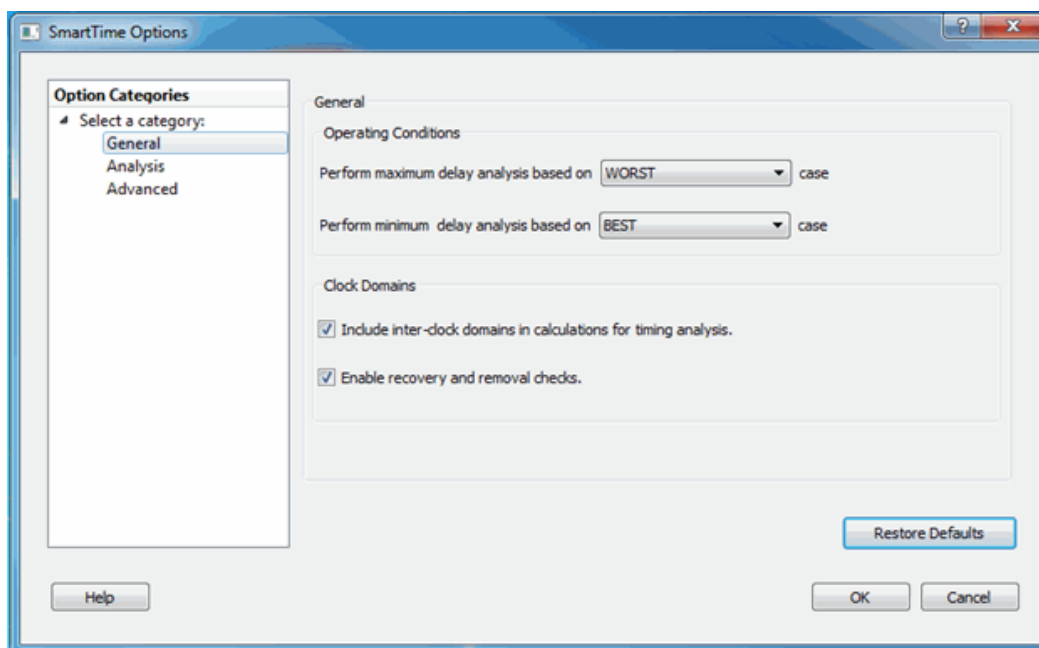 SmartTime Options
?
Option Categories
Select a category:
General
Analysis
Advanced
General
Operating Conditions
Perform maximum delay analysis based on WORST case
Perform minimum delay analysis based on BEST case
Clock Domains
Include inter-clock domains in calculations for timing analysis.
Enable recovery and removal checks.
Restore Defaults
Help OK Cancel